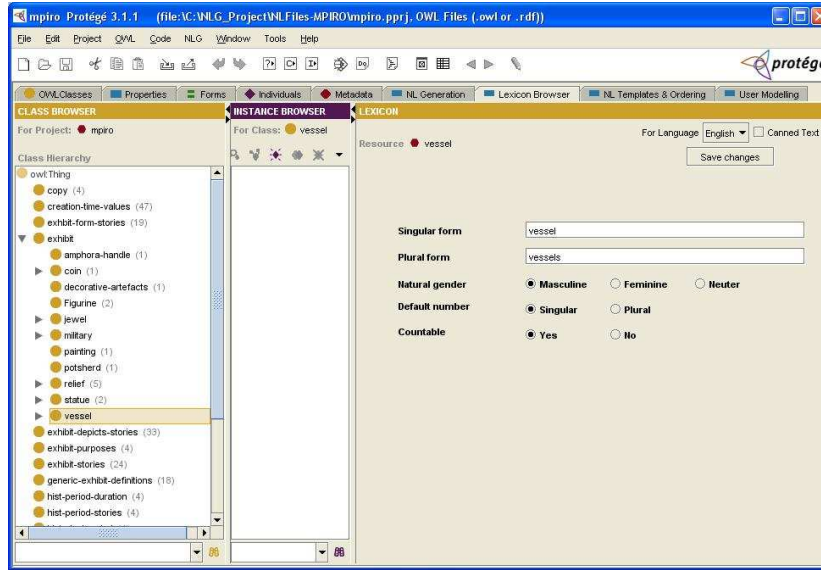 mpiro Protégé 3.1.1 (file:\C:\NLG_Project\NLFiles-MPIRO\mpiro.pprj, OWL Files (.owl or .rdf))
File Edit Project OWL Code NLG Window Tools Help
protégé
OWLClasses Properties Forms Individuals Metadata NL Generation Lexicon Browser NL Templates & Ordering User Modelling
CLASS BROWSER INSTANCE BROWSER LEXICON
For Project: mpiro For Class: vessel Resource vessel For Language English Canned Text
Save changes
Class Hierarchy
owl:Thing
copy (4)
creation-time-values (47)
exhbit-form-stories (19)
exhibit
amphora-handle (1)
coin (1)
decorative-artefacts (1)
Figurine (2)
jewel
military
painting (1)
potsherd (1)
relief (5)
statue (2)
vessel
exhibit-depicts-stories (33)
exhibit-purposes (4)
exhibit-stories (24)
generic-exhibit-definitions (18)
hist-period-duration (4)
hist-period-stories (4)
Singular form vessel
Plural form vessels
Natural gender Masculine Feminine Neuter
Default number Singular Plural
Countable Yes No